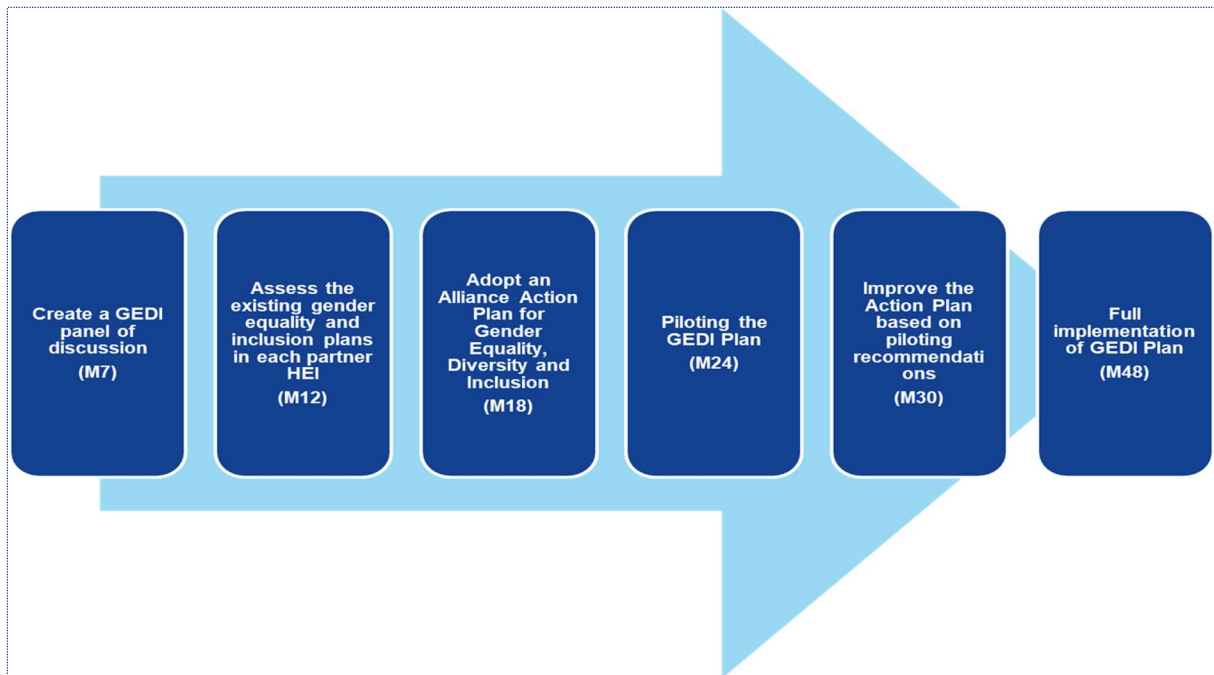 Create a GEDI
panel of
discussion
(M7)
Assess the
existing gender
equality and
inclusion plans
in each partner
HEI
(M12)
Adopt an
Alliance Action
Plan for
Gender
Equality,
Diversity and
Inclusion
(M18)
Piloting the
GEDI Plan
(M24)
Improve the
Action Plan
based on
piloting
recommendati
ons
(M30)
Full
implementation
of GEDI Plan
(M48)